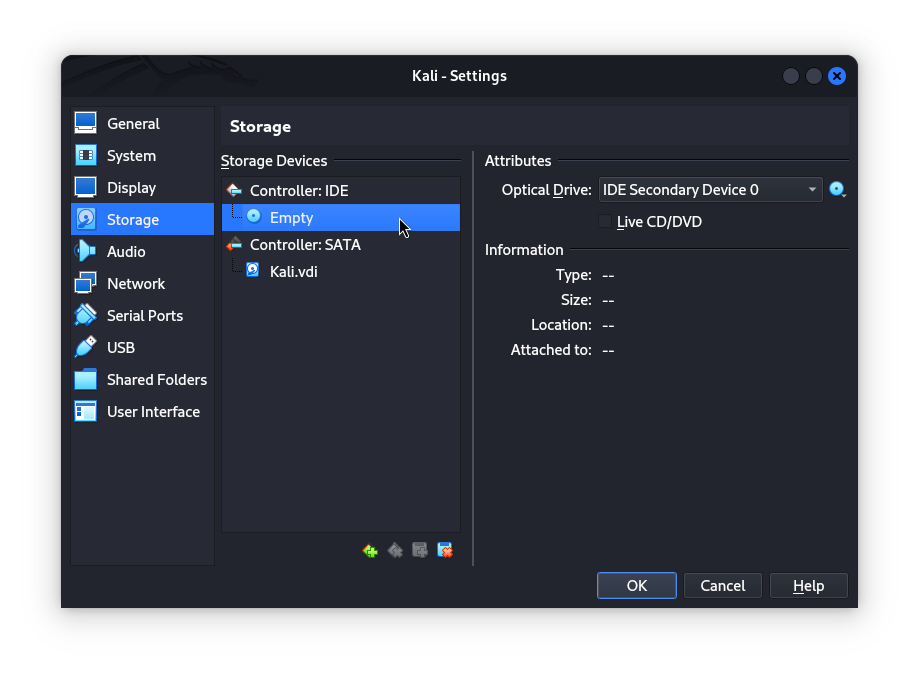 Kali - Settings
General
System
Display
Storage
Audio
Network
Serial Ports
USB
Shared Folders
User Interface
Storage
Storage Devices
Controller: IDE
Empty
Controller: SATA
Kali.vdi
Attributes
Optical Drive: IDE Secondary Device 0
Live CD/DVD
Information
Type: --
Size: --
Location: --
Attached to: --
OK Cancel Help